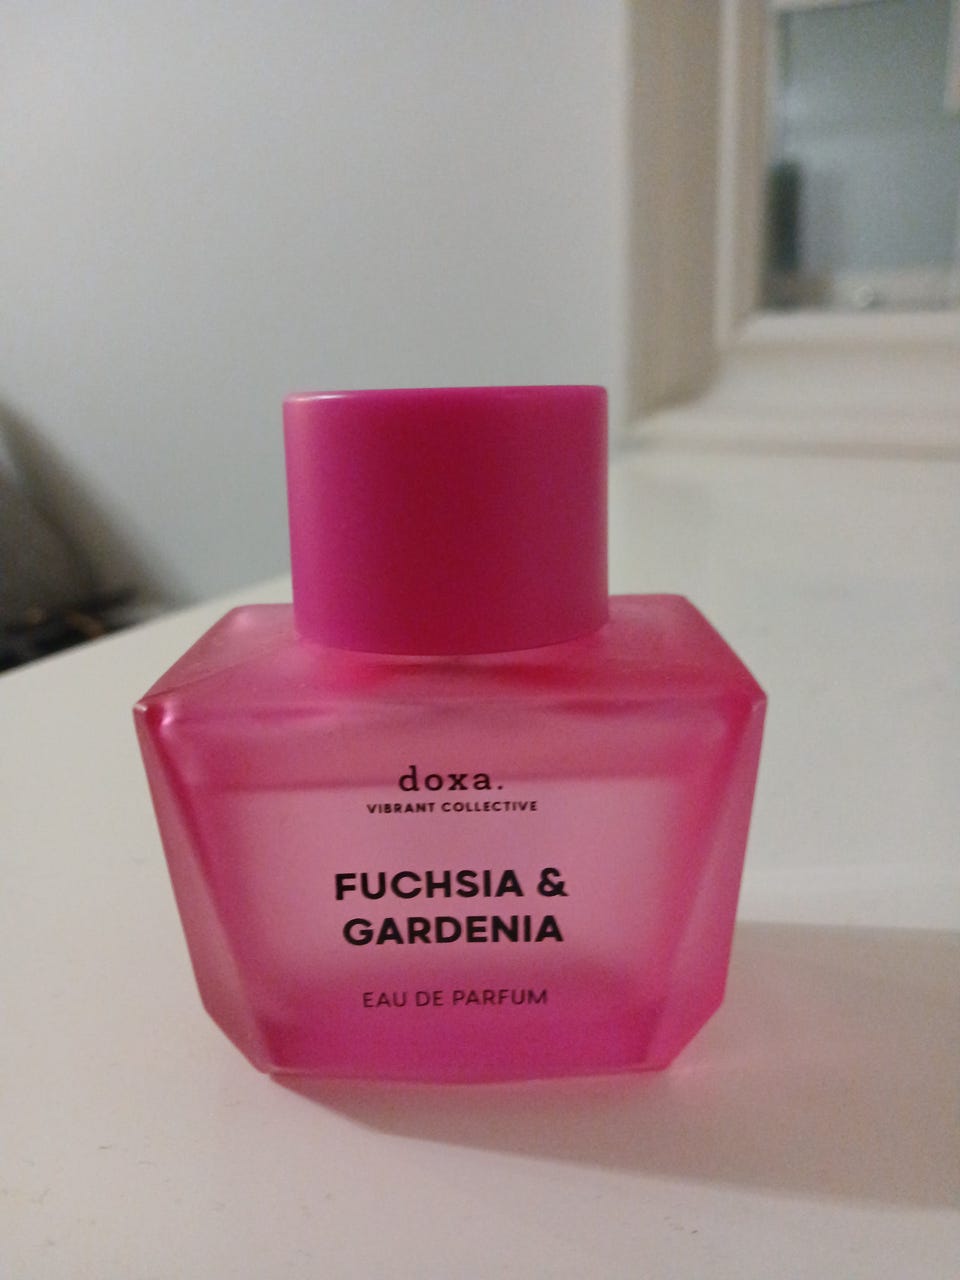 doxa.
VIBRANT COLLECTIVE
FUCHSIA &
GARDENIA
EAU DE PARFUM